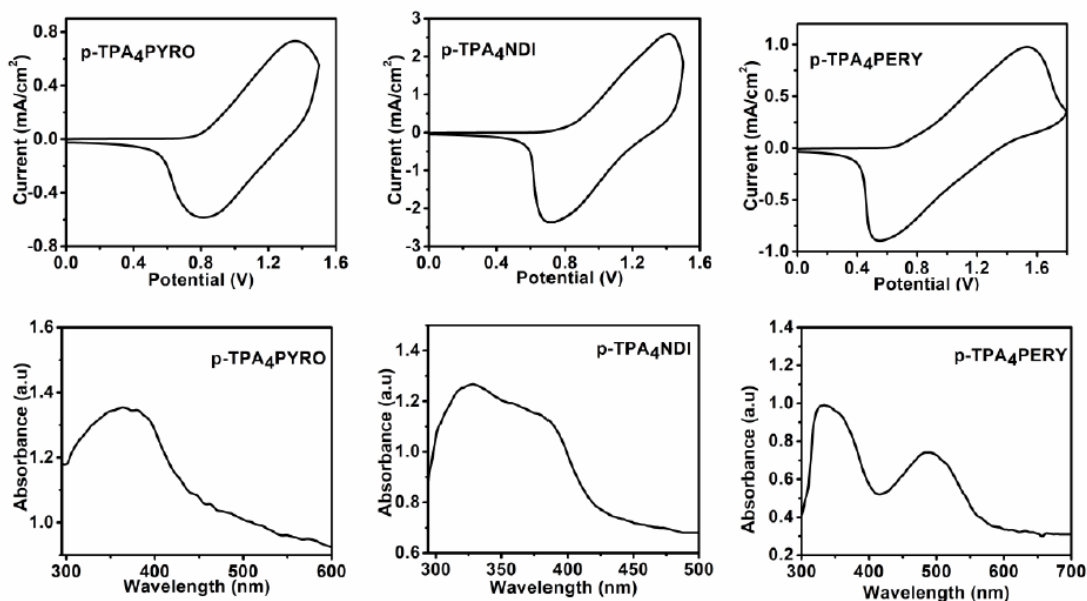 p-TPA4PYRO
Current (mA/cm²)
0.8
0.4
0.0
-0.4
-0.8
0.0 0.4 0.8 1.2 1.6
Potential (V)
p-TPA4NDI
Current (mA/cm²)
3
2
1
0
-1
-2
-3
0.0 0.4 0.8 1.2 1.6
Potential (V)
p-TPA4PERY
Current (mA/cm²)
1.0
0.5
0.0
-0.5
-1.0
0.0 0.4 0.8 1.2 1.6
Potential (V)
p-TPA4PYRO
Absorbance (a.u)
1.6
1.4
1.2
1.0
300 400 500 600
Wavelength (nm)
p-TPA4NDI
Absorbance (a.u)
1.4
1.2
1.0
0.8
0.6
300 350 400 450 500
Wavelength (nm)
p-TPA4PERY
Absorbance (a.u)
1.4
1.2
1.0
0.8
0.6
0.4
0.2
300 400 500 600 700
Wavelength (nm)